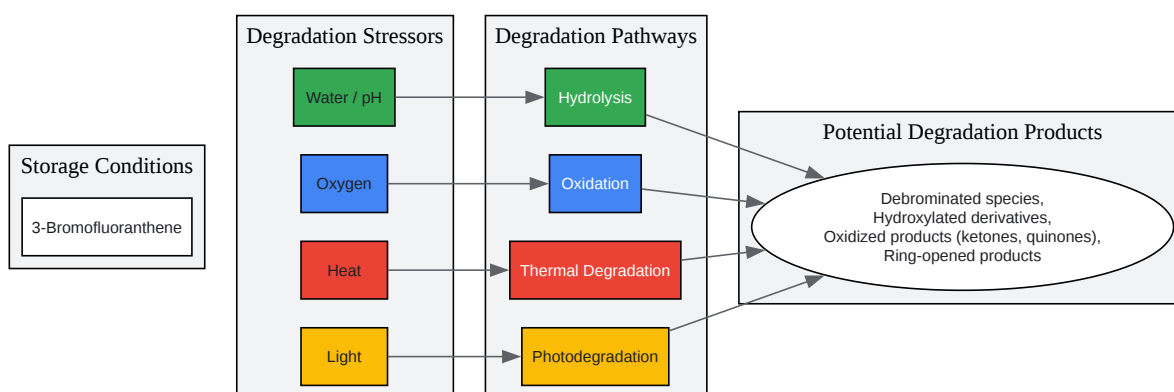 Storage Conditions
3-Bromofluoranthene
Degradation Stressors
Water / pH
Oxygen
Heat
Light
Degradation Pathways
Hydrolysis
Oxidation
Thermal Degradation
Photodegradation
Potential Degradation Products
Debrominated species,
Hydroxylated derivatives,
Oxidized products (ketones, quinones),
Ring-opened products